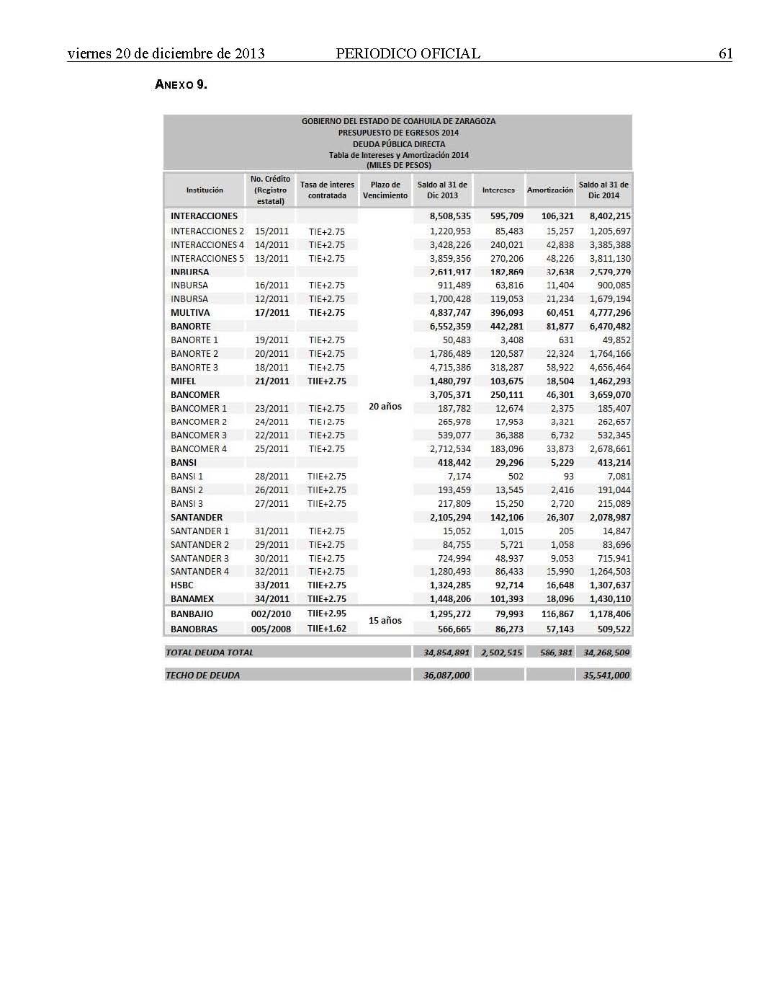 viernes 20 de diciembre de 2013 PERIODICO OFICIAL 61
ANEXO 9.
GOBIERNO DEL ESTADO DE COAHUILA DE ZARAGOZA
PRESUPUESTO DE EGRESOS 2014
DEUDA PÚBLICA DIRECTA
Tabla de Intereses y Amortización 2014
(MILES DE PESOS)
Institución No. Crédito (Registro estatal) Tasa de interes contratada Plazo de Vencimiento Saldo al 31 de Dic 2013 Intereses Amortización Saldo al 31 de Dic 2014
INTERACCIONES 8,508,535 595,709 106,321 8,402,215
INTERACCIONES 2 15/2011 TIE+2.75 1,220,953 85,483 15,257 1,205,697
INTERACCIONES 4 14/2011 TIE+2.75 3,428,226 240,021 42,838 3,385,388
INTERACCIONES 5 13/2011 TIE+2.75 3,859,356 270,206 48,226 3,811,130
INBURSA 2,611,917 182,869 32,638 2,579,279
INBURSA 16/2011 TIE+2.75 911,489 63,816 11,404 900,085
INBURSA 12/2011 TIE+2.75 1,700,428 119,053 21,234 1,679,194
MULTIVA 17/2011 TIE+2.75 4,837,747 396,093 60,451 4,777,296
BANORTE 6,552,359 442,281 81,877 6,470,482
BANORTE 1 19/2011 TIE+2.75 50,483 3,408 631 49,852
BANORTE 2 20/2011 TIE+2.75 1,786,489 120,587 22,324 1,764,166
BANORTE 3 18/2011 TIE+2.75 4,715,386 318,287 58,922 4,656,464
MIFEL 21/2011 TIIE+2.75 1,480,797 103,675 18,504 1,462,293
BANCOMER 3,705,371 250,111 46,301 3,659,070
BANCOMER 1 23/2011 TIE+2.75 20 años 187,782 12,674 2,375 185,407
BANCOMER 2 24/2011 TIE+2.75 265,978 17,953 3,321 262,657
BANCOMER 3 22/2011 TIE+2.75 539,077 36,388 6,732 532,345
BANCOMER 4 25/2011 TIE+2.75 2,712,534 183,096 33,873 2,678,661
BANSI 418,442 29,296 5,229 413,214
BANSI 1 28/2011 TIIE+2.75 7,174 502 93 7,081
BANSI 2 26/2011 TIIE+2.75 193,459 13,545 2,416 191,044
BANSI 3 27/2011 TIIE+2.75 217,809 15,250 2,720 215,089
SANTANDER 2,105,294 142,106 26,307 2,078,987
SANTANDER 1 31/2011 TIE+2.75 15,052 1,015 205 14,847
SANTANDER 2 29/2011 TIE+2.75 84,755 5,721 1,058 83,696
SANTANDER 3 30/2011 TIE+2.75 724,994 48,937 9,053 715,941
SANTANDER 4 32/2011 TIE+2.75 1,280,493 86,433 15,990 1,264,503
HSBC 33/2011 TIIE+2.75 1,324,285 92,714 16,648 1,307,637
BANAMEX 34/2011 TIIE+2.75 1,448,206 101,393 18,096 1,430,110
BANBAJIO 002/2010 TIIE+2.95 15 años 1,295,272 79,993 116,867 1,178,406
BANOBRAS 005/2008 TIIE+1.62 566,665 86,273 57,143 509,522
TOTAL DEUDA TOTAL 34,854,891 2,502,515 586,381 34,268,509
TECHO DE DEUDA 36,087,000 35,541,000